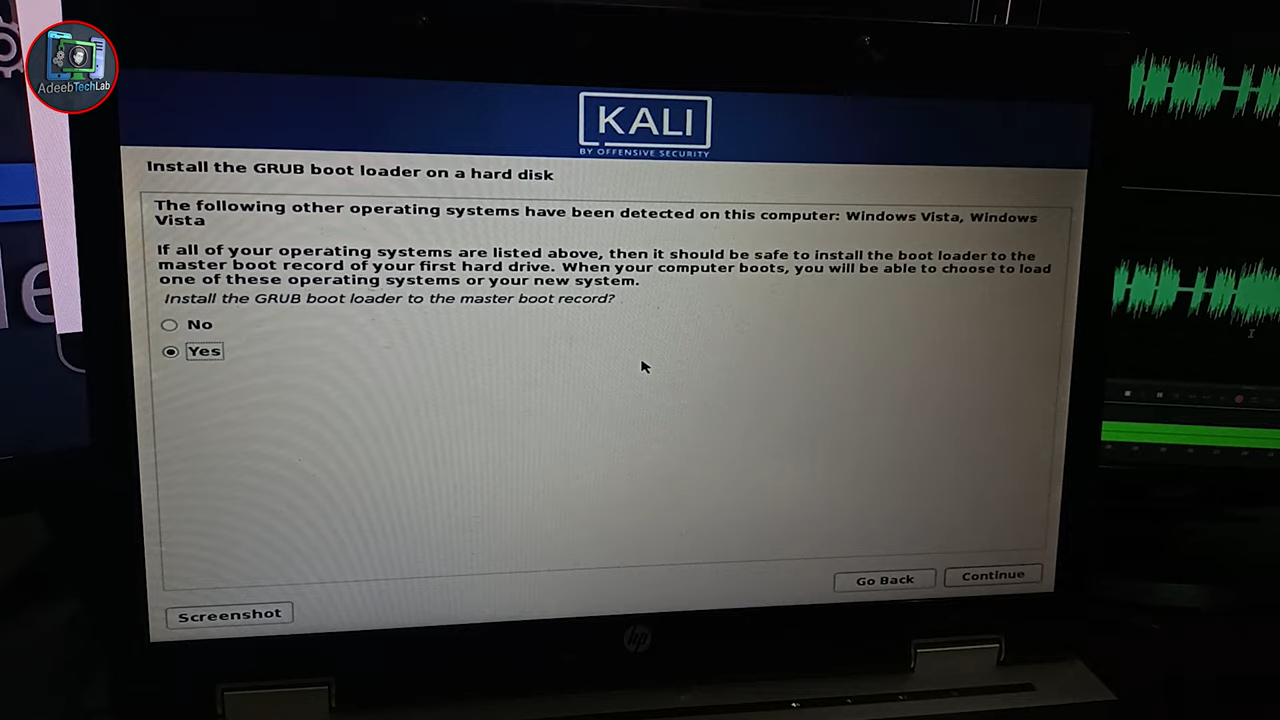 AdeebTechLab
KALI
BY OFFENSIVE SECURITY
Install the GRUB boot loader on a hard disk
The following other operating systems have been detected on this computer: Windows Vista, Windows
Vista
If all of your operating systems are listed above, then it should be safe to install the boot loader to the
master boot record of your first hard drive. When your computer boots, you will be able to choose to load
one of these operating systems or your new system.
Install the GRUB boot loader to the master boot record?
No
Yes
Go Back
Continue
Screenshot
hp